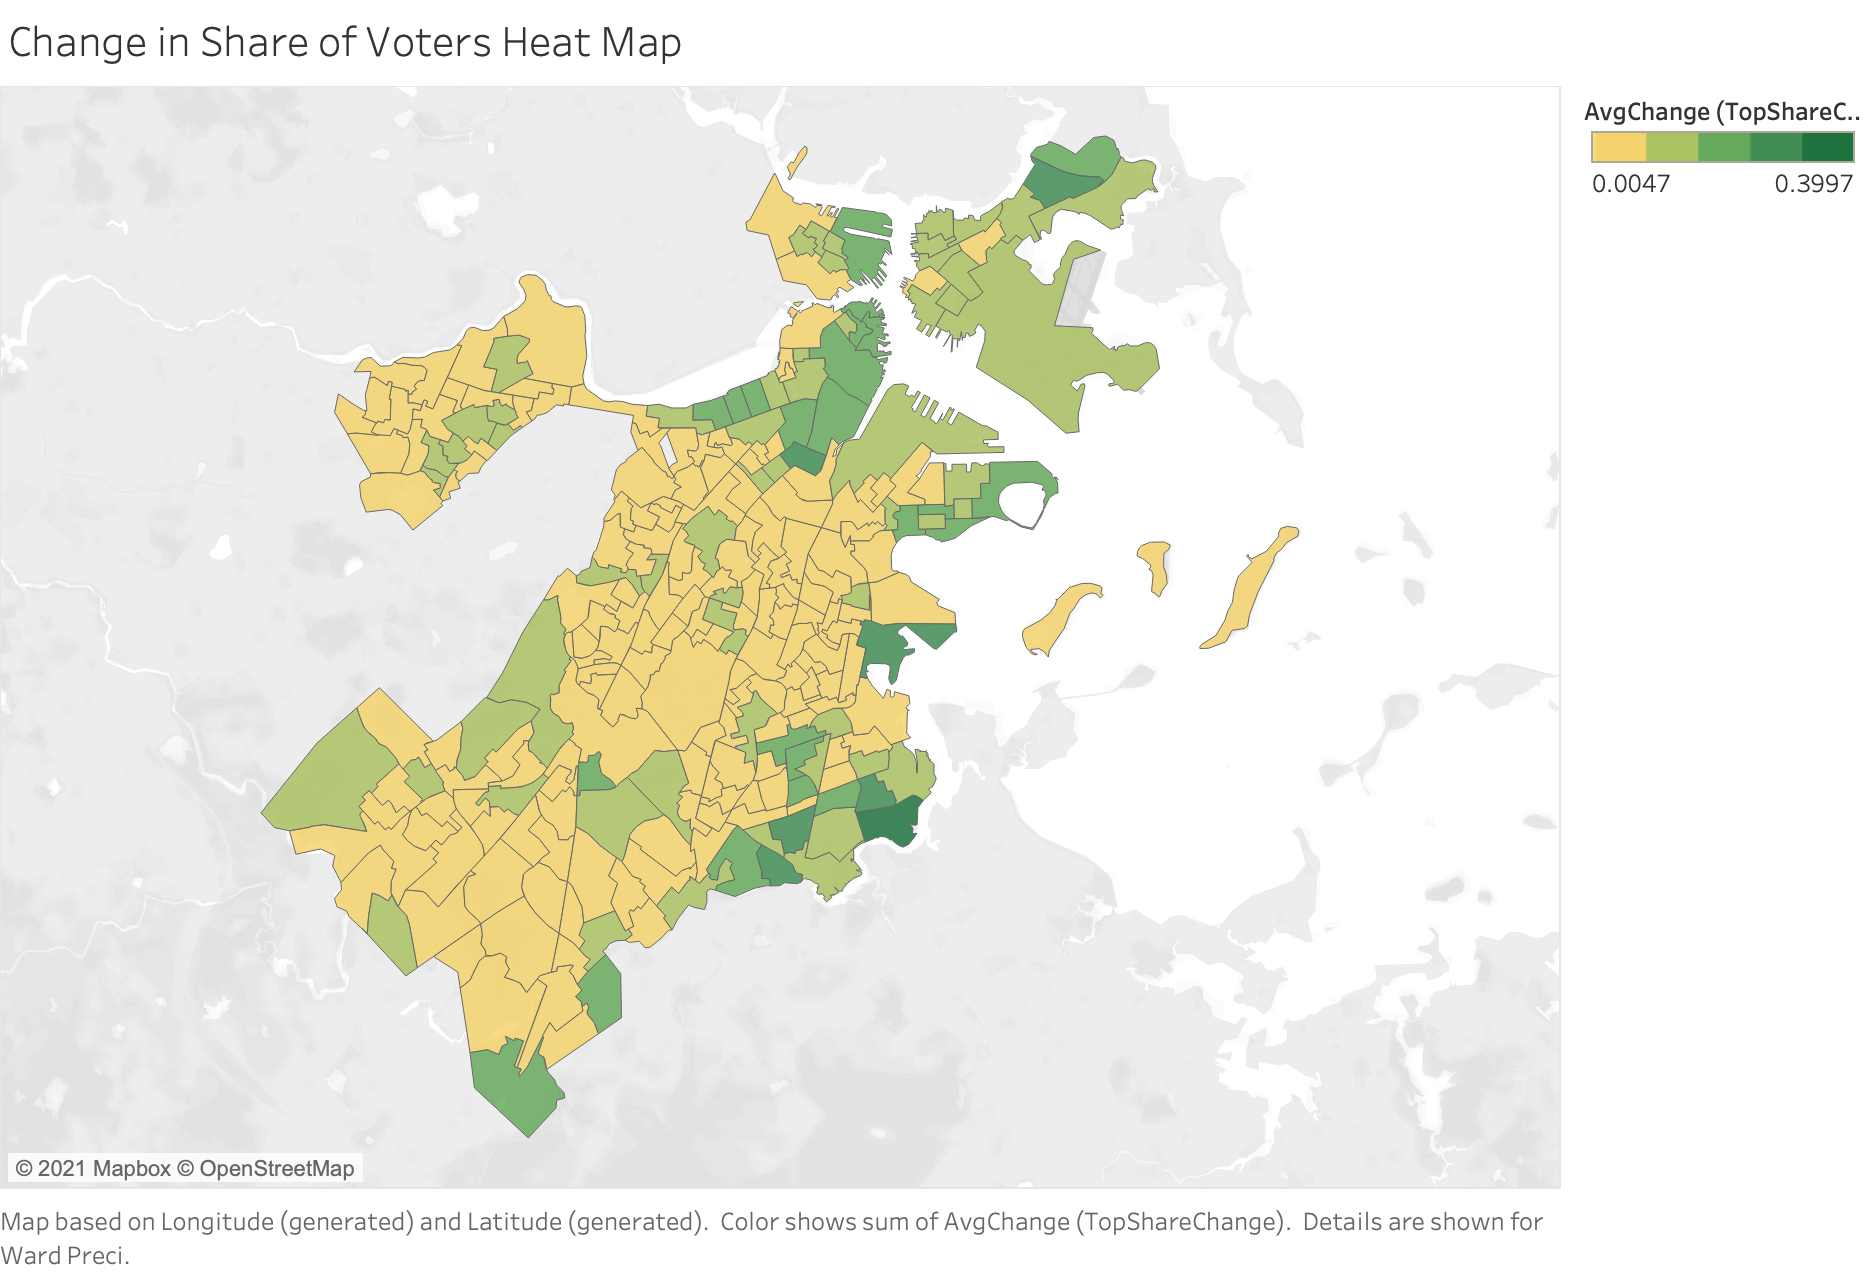 Change in Share of Voters Heat Map
AvgChange (TopShareC..
0.0047 0.3997
© 2021 Mapbox © OpenStreetMap
Map based on Longitude (generated) and Latitude (generated).  Color shows sum of AvgChange (TopShareChange).  Details are shown for
Ward Preci.